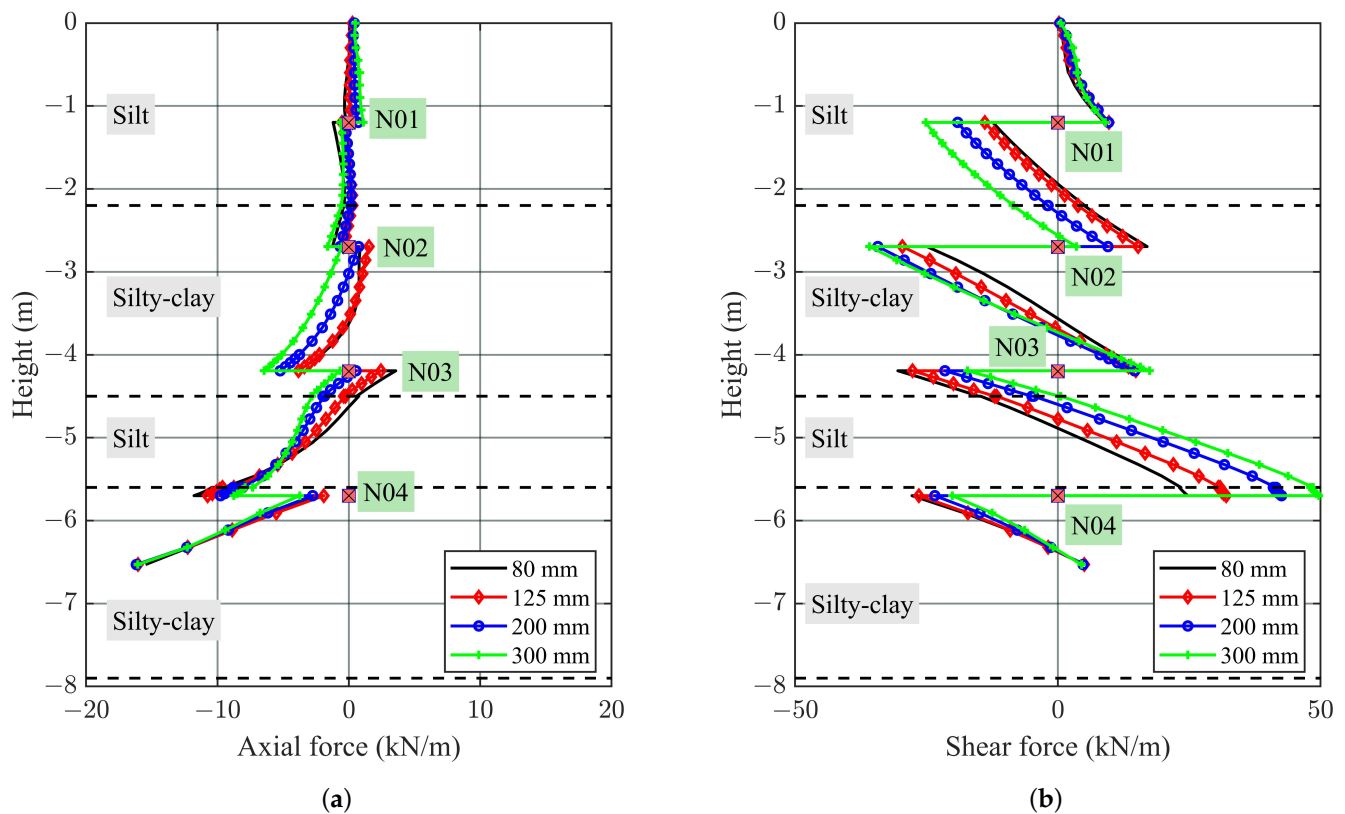 0
−1
−2
−3
−4
−5
−6
−7
−8
Height (m)
Silt
Silty-clay
Silt
Silty-clay
N01
N02
N03
N04
80 mm
125 mm
200 mm
300 mm
−20
−10
0
10
20
Axial force (kN/m)
(a)
0
−1
−2
−3
−4
−5
−6
−7
−8
Height (m)
Silt
Silty-clay
Silt
Silty-clay
N01
N02
N03
N04
80 mm
125 mm
200 mm
300 mm
−50
0
50
Shear force (kN/m)
(b)